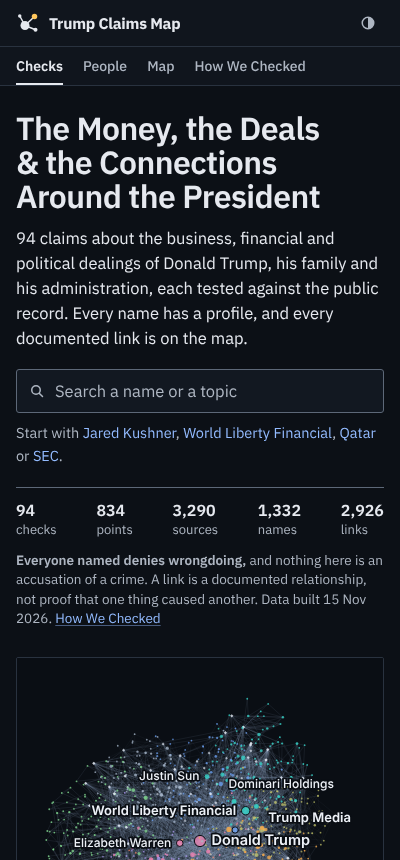 Trump Claims Map
Checks People Map How We Checked
The Money, the Deals
& the Connections
Around the President
94 claims about the business, financial and
political dealings of Donald Trump, his family and
his administration, each tested against the public
record. Every name has a profile, and every
documented link is on the map.
Search a name or a topic
Start with Jared Kushner, World Liberty Financial, Qatar
or SEC.
94 834 3,290 1,332 2,926
checks points sources names links
Everyone named denies wrongdoing, and nothing here is an
accusation of a crime. A link is a documented relationship,
not proof that one thing caused another. Data built 15 Nov
2026. How We Checked
Justin Sun
Dominari Holdings
World Liberty Financial
Trump Media
Elizabeth Warren
Donald Trump